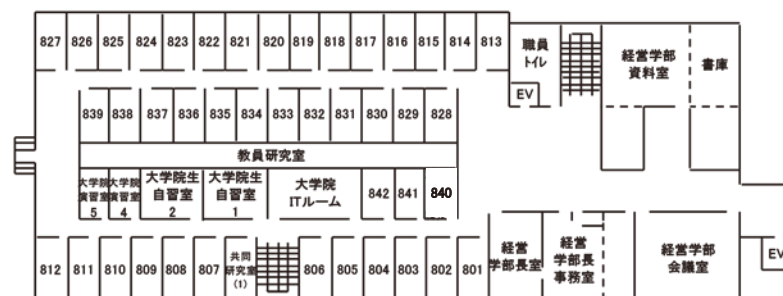 827 826 825 824 823 822 821 820 819 818 817 816 815 814 813
職員
トイレ
EV
経営学部
資料室
書庫
839 838 837 836 835 834 833 832 831 830 829 828
教員研究室
大学院
演習室
5
大学院
演習室
4
大学院生
自習室
2
大学院生
自習室
1
大学院
ITルーム
842 841 840
812 811 810 809 808 807
共同
研究室
(1)
806 805 804 803 802 801
経営
学部長室
経営
学部長
事務室
経営学部
会議室
EV